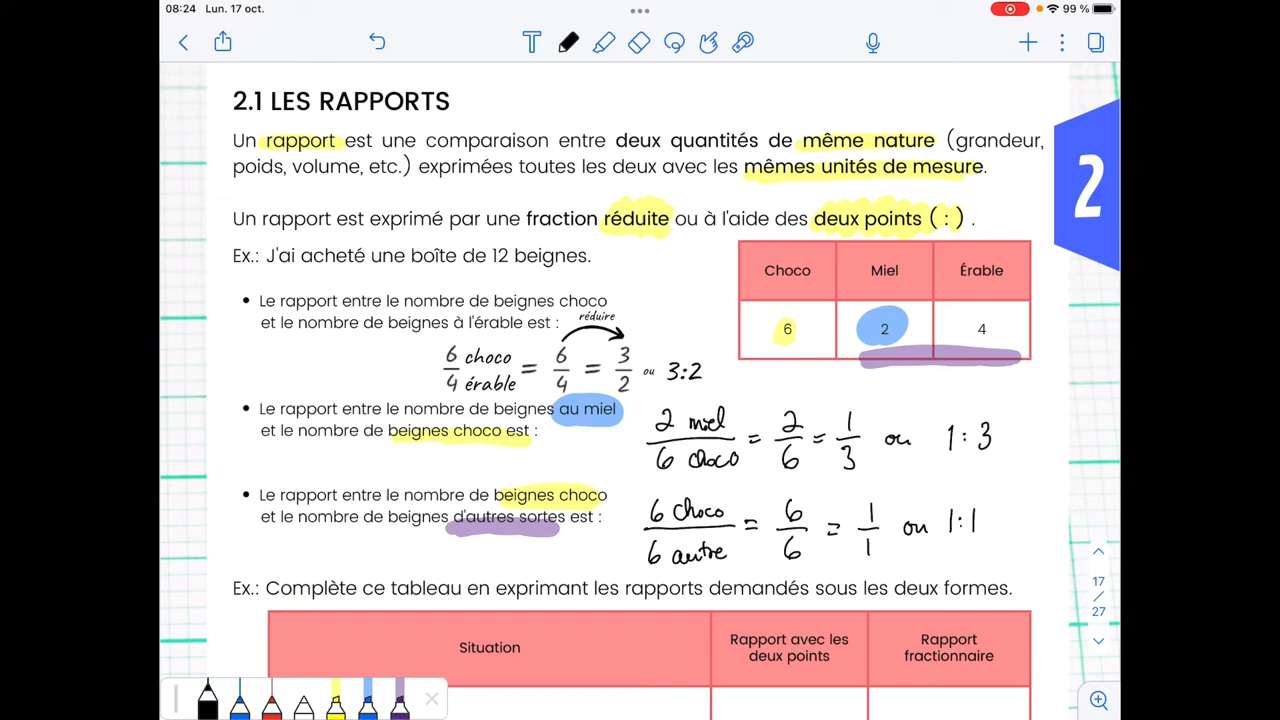 08:24 Lun. 17 oct.
99 %
2.1 LES RAPPORTS
Un rapport est une comparaison entre deux quantités de même nature (grandeur,
poids, volume, etc.) exprimées toutes les deux avec les mêmes unités de mesure.
Un rapport est exprimé par une fraction réduite ou à l'aide des deux points ( : ) .
Ex.: J'ai acheté une boîte de 12 beignes.
Choco Miel Érable
6 2 4
Le rapport entre le nombre de beignes choco
et le nombre de beignes à l'érable est :
réduire
6 choco / 4 érable = 6/4 = 3/2 ou 3:2
Le rapport entre le nombre de beignes au miel
et le nombre de beignes choco est :
2 miel / 6 choco = 2/6 = 1/3 ou 1 : 3
Le rapport entre le nombre de beignes choco
et le nombre de beignes d'autres sortes est :
6 choco / 6 autre = 6/6 = 1/1 ou 1:1
Ex.: Complète ce tableau en exprimant les rapports demandés sous les deux formes.
Situation
Rapport avec les
deux points
Rapport
fractionnaire
2
17
/
27
T